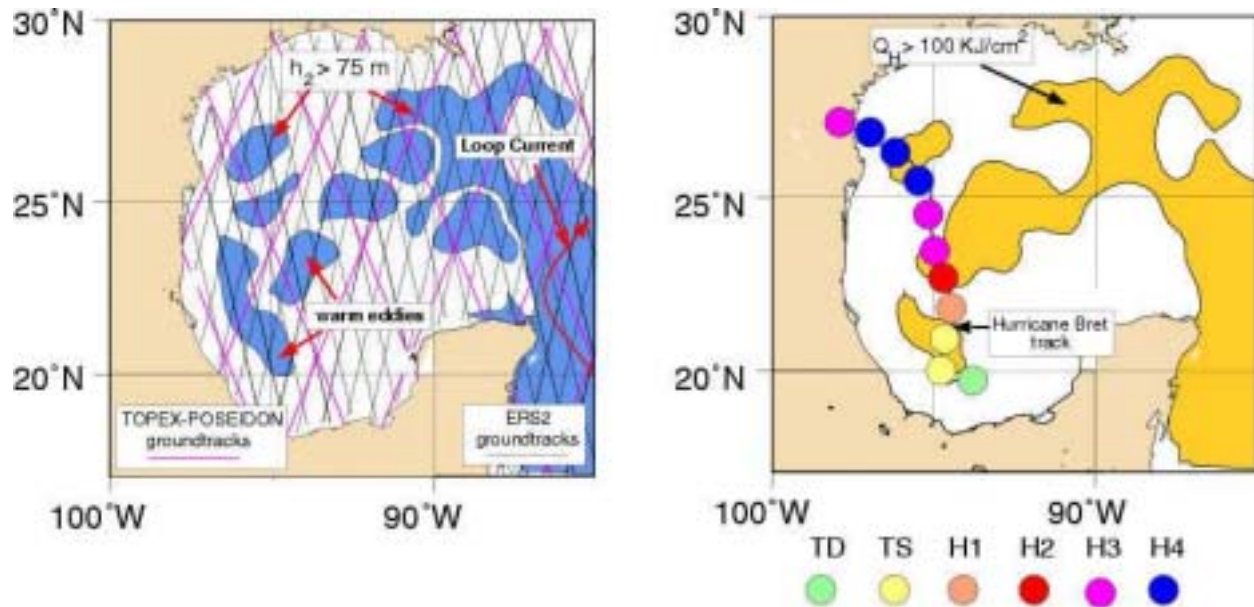 30°N
h2 > 75 m
Loop Current
25°N
warm eddies
20°N
TOPEX-POSEIDON
groundtracks
ERS2
groundtracks
100°W
90°W
30°N
QH > 100 KJ/cm2
25°N
Hurricane Bret
track
20°N
100°W
90°W
TD TS H1 H2 H3 H4